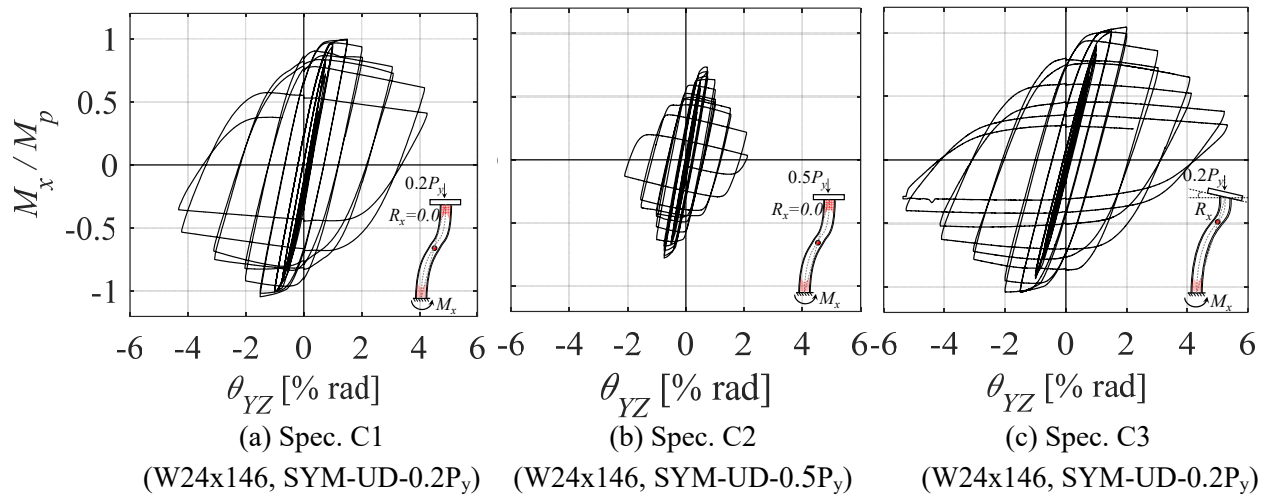 M_x / M_p
1
0.5
0
-0.5
-1
0.2P_y
R_x=0.0
M_x
-6 -4 -2 0 2 4 6
θ_YZ [% rad]
(a) Spec. C1
(W24x146, SYM-UD-0.2P_y)
0.5P_y
R_x=0.0
M_x
-6 -4 -2 0 2 4 6
θ_YZ [% rad]
(b) Spec. C2
(W24x146, SYM-UD-0.5P_y)
0.2P_y
R_x
M_x
-6 -4 -2 0 2 4 6
θ_YZ [% rad]
(c) Spec. C3
(W24x146, SYM-UD-0.2P_y)